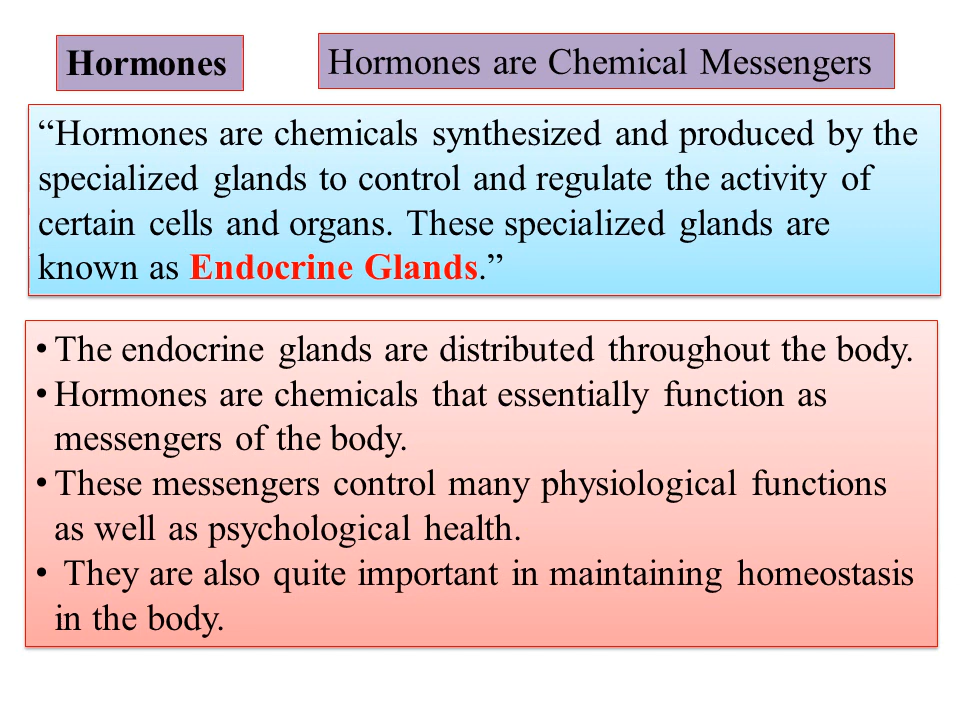 Hormones
Hormones are Chemical Messengers
“Hormones are chemicals synthesized and produced by the
specialized glands to control and regulate the activity of
certain cells and organs. These specialized glands are
known as Endocrine Glands.”
• The endocrine glands are distributed throughout the body.
• Hormones are chemicals that essentially function as
messengers of the body.
• These messengers control many physiological functions
as well as psychological health.
• They are also quite important in maintaining homeostasis
in the body.